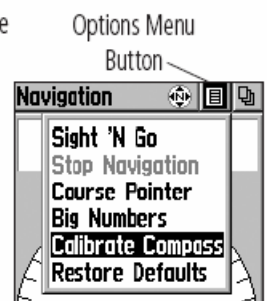 e
Options Menu
Button
Navigation
Sight 'N Go
Stop Navigation
Course Pointer
Big Numbers
Calibrate Compass
Restore Defaults